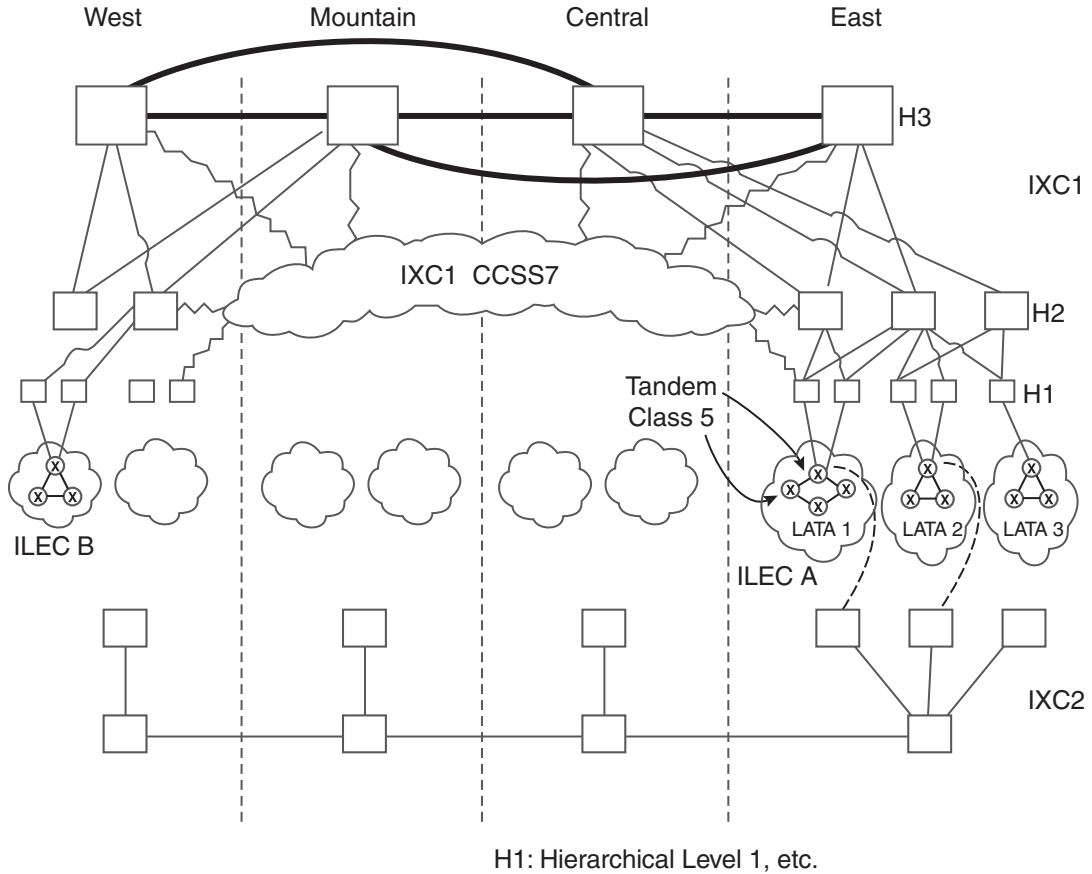 West
Mountain
Central
East
H3
IXC1
IXC1 CCSS7
H2
Tandem
Class 5
H1
X
X
X
X
X
X
X
X
X
X
X
X
X
LATA 1
LATA 2
LATA 3
ILEC B
ILEC A
IXC2
H1: Hierarchical Level 1, etc.